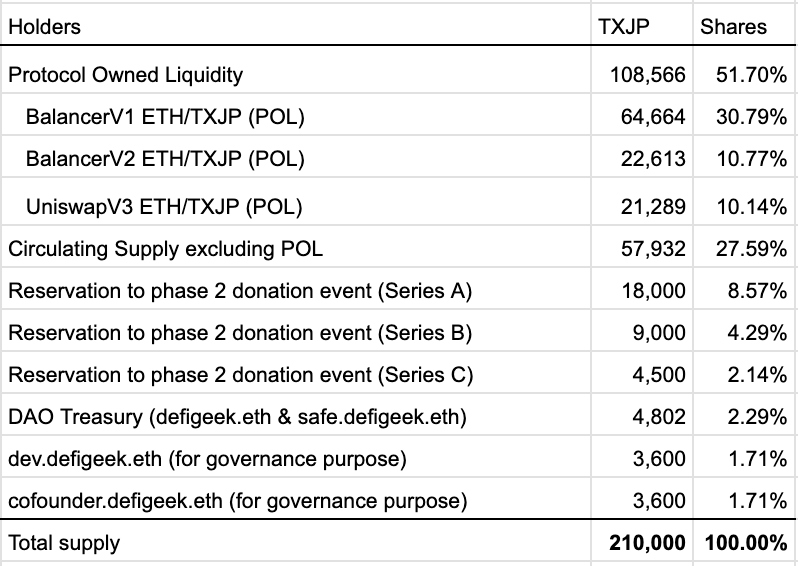 Holders TXJP Shares
Protocol Owned Liquidity 108,566 51.70%
BalancerV1 ETH/TXJP (POL) 64,664 30.79%
BalancerV2 ETH/TXJP (POL) 22,613 10.77%
UniswapV3 ETH/TXJP (POL) 21,289 10.14%
Circulating Supply excluding POL 57,932 27.59%
Reservation to phase 2 donation event (Series A) 18,000 8.57%
Reservation to phase 2 donation event (Series B) 9,000 4.29%
Reservation to phase 2 donation event (Series C) 4,500 2.14%
DAO Treasury (defigeek.eth & safe.defigeek.eth) 4,802 2.29%
dev.defigeek.eth (for governance purpose) 3,600 1.71%
cofounder.defigeek.eth (for governance purpose) 3,600 1.71%
Total supply 210,000 100.00%